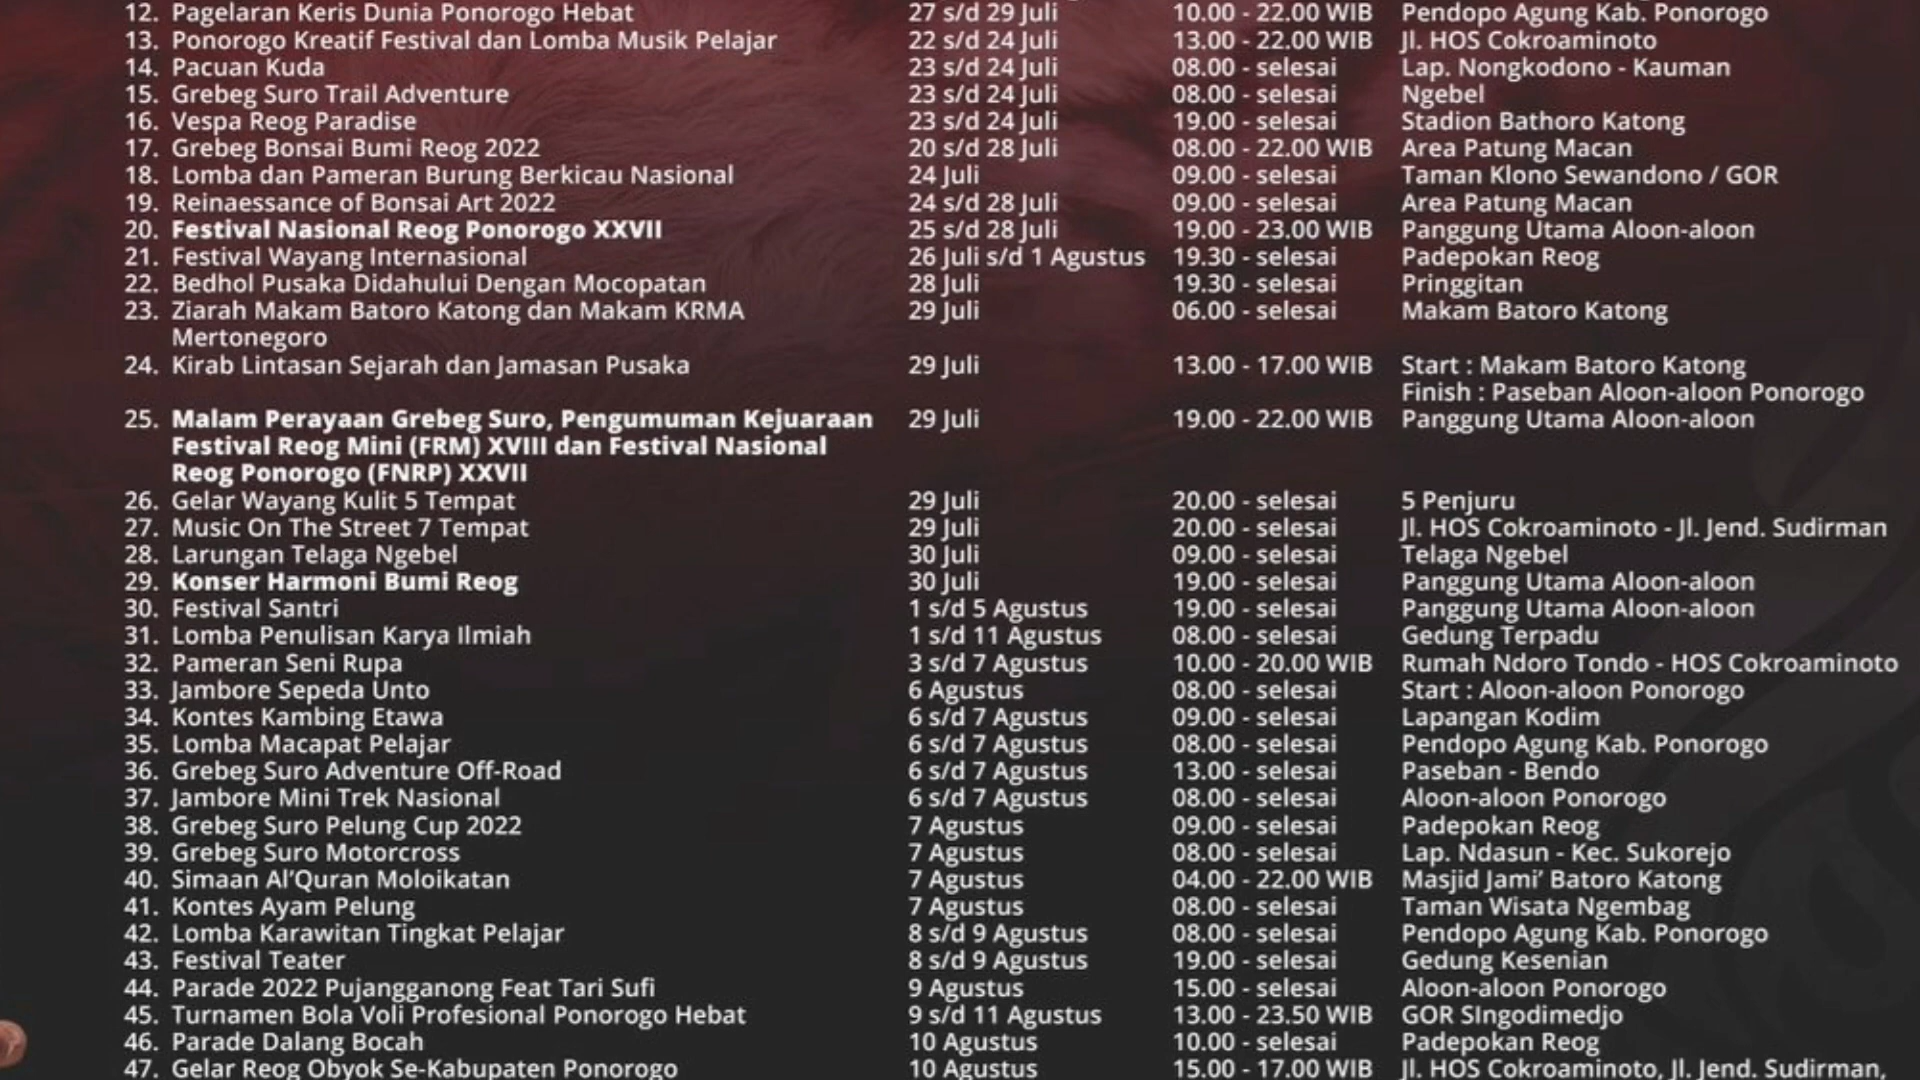 12. Pagelaran Keris Dunia Ponorogo Hebat 27 s/d 29 Juli 10.00 - 22.00 WIB Pendopo Agung Kab. Ponorogo
13. Ponorogo Kreatif Festival dan Lomba Musik Pelajar 22 s/d 24 Juli 13.00 - 22.00 WIB Jl. HOS Cokroaminoto
14. Pacuan Kuda 23 s/d 24 Juli 08.00 - selesai Lap. Nongkodono - Kauman
15. Grebeg Suro Trail Adventure 23 s/d 24 Juli 08.00 - selesai Ngebel
16. Vespa Reog Paradise 23 s/d 24 Juli 19.00 - selesai Stadion Bathoro Katong
17. Grebeg Bonsai Bumi Reog 2022 20 s/d 28 Juli 08.00 - 22.00 WIB Area Patung Macan
18. Lomba dan Pameran Burung Berkicau Nasional 24 Juli 09.00 - selesai Taman Klono Sewandono / GOR
19. Reinaessance of Bonsai Art 2022 24 s/d 28 Juli 09.00 - selesai Area Patung Macan
20. Festival Nasional Reog Ponorogo XXVII 25 s/d 28 Juli 19.00 - 23.00 WIB Panggung Utama Aloon-aloon
21. Festival Wayang Internasional 26 Juli s/d 1 Agustus 19.30 - selesai Padepokan Reog
22. Bedhol Pusaka Didahului Dengan Mocopatan 28 Juli 19.30 - selesai Pringgitan
23. Ziarah Makam Batoro Katong dan Makam KRMA 29 Juli 06.00 - selesai Makam Batoro Katong
Mertonegoro
24. Kirab Lintasan Sejarah dan Jamasan Pusaka 29 Juli 13.00 - 17.00 WIB Start : Makam Batoro Katong
Finish : Paseban Aloon-aloon Ponorogo
25. Malam Perayaan Grebeg Suro, Pengumuman Kejuaraan 29 Juli 19.00 - 22.00 WIB Panggung Utama Aloon-aloon
Festival Reog Mini (FRM) XVIII dan Festival Nasional
Reog Ponorogo (FNRP) XXVII
26. Gelar Wayang Kulit 5 Tempat 29 Juli 20.00 - selesai 5 Penjuru
27. Music On The Street 7 Tempat 29 Juli 20.00 - selesai Jl. HOS Cokroaminoto - Jl. Jend. Sudirman
28. Larungan Telaga Ngebel 30 Juli 09.00 - selesai Telaga Ngebel
29. Konser Harmoni Bumi Reog 30 Juli 19.00 - selesai Panggung Utama Aloon-aloon
30. Festival Santri 1 s/d 5 Agustus 19.00 - selesai Panggung Utama Aloon-aloon
31. Lomba Penulisan Karya Ilmiah 1 s/d 11 Agustus 08.00 - selesai Gedung Terpadu
32. Pameran Seni Rupa 3 s/d 7 Agustus 10.00 - 20.00 WIB Rumah Ndoro Tondo - HOS Cokroaminoto
33. Jambore Sepeda Unto 6 Agustus 08.00 - selesai Start : Aloon-aloon Ponorogo
34. Kontes Kambing Etawa 6 s/d 7 Agustus 09.00 - selesai Lapangan Kodim
35. Lomba Macapat Pelajar 6 s/d 7 Agustus 08.00 - selesai Pendopo Agung Kab. Ponorogo
36. Grebeg Suro Adventure Off-Road 6 s/d 7 Agustus 13.00 - selesai Paseban - Bendo
37. Jambore Mini Trek Nasional 6 s/d 7 Agustus 08.00 - selesai Aloon-aloon Ponorogo
38. Grebeg Suro Pelung Cup 2022 7 Agustus 09.00 - selesai Padepokan Reog
39. Grebeg Suro Motorcross 7 Agustus 08.00 - selesai Lap. Ndasun - Kec. Sukorejo
40. Simaan Al'Quran Moloikatan 7 Agustus 04.00 - 22.00 WIB Masjid Jami' Batoro Katong
41. Kontes Ayam Pelung 7 Agustus 08.00 - selesai Taman Wisata Ngembag
42. Lomba Karawitan Tingkat Pelajar 8 s/d 9 Agustus 08.00 - selesai Pendopo Agung Kab. Ponorogo
43. Festival Teater 8 s/d 9 Agustus 19.00 - selesai Gedung Kesenian
44. Parade 2022 Pujangganong Feat Tari Sufi 9 Agustus 15.00 - selesai Aloon-aloon Ponorogo
45. Turnamen Bola Voli Profesional Ponorogo Hebat 9 s/d 11 Agustus 13.00 - 23.50 WIB GOR SIngodimedjo
46. Parade Dalang Bocah 10 Agustus 10.00 - selesai Padepokan Reog
47. Gelar Reog Obyok Se-Kabupaten Ponorogo 10 Agustus 15.00 - 17.00 WIB Jl. HOS Cokroaminoto, Jl. Jend. Sudirman,